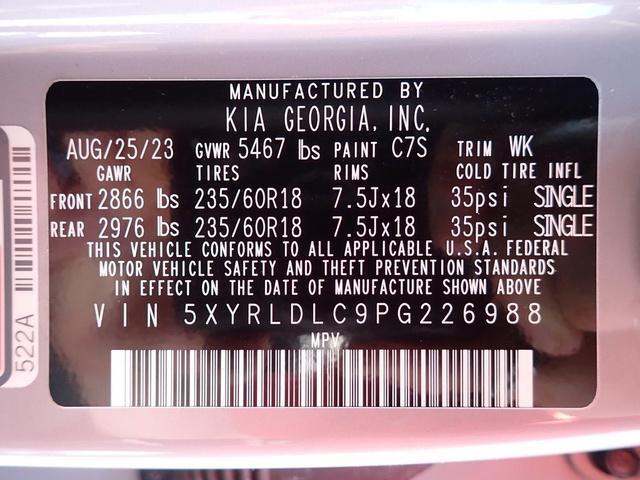 MANUFACTURED BY
KIA GEORGIA, INC.
AUG/25/23 GVWR 5467 lbs PAINT C7S TRIM WK
GAWR TIRES RIMS COLD TIRE INFL
FRONT 2866 lbs 235/60R18 7.5Jx18 35psi SINGLE
REAR 2976 lbs 235/60R18 7.5Jx18 35psi SINGLE
THIS VEHICLE CONFORMS TO ALL APPLICABLE U.S.A. FEDERAL
MOTOR VEHICLE SAFETY AND THEFT PREVENTION STANDARDS
IN EFFECT ON THE DATE OF MANUFACTURE SHOWN ABOVE
VIN 5XYRLDLC9PG226988
MPV
522A